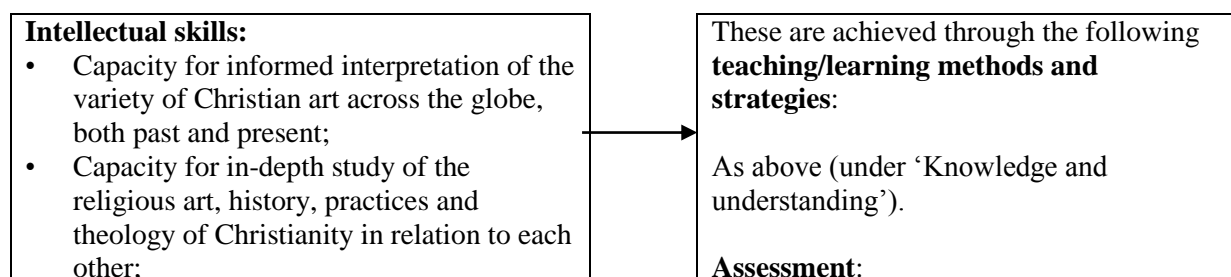 Intellectual skills:
• Capacity for informed interpretation of the
variety of Christian art across the globe,
both past and present;
• Capacity for in-depth study of the
religious art, history, practices and
theology of Christianity in relation to each
other;
These are achieved through the following
teaching/learning methods and
strategies:
As above (under ‘Knowledge and
understanding’).
Assessment: